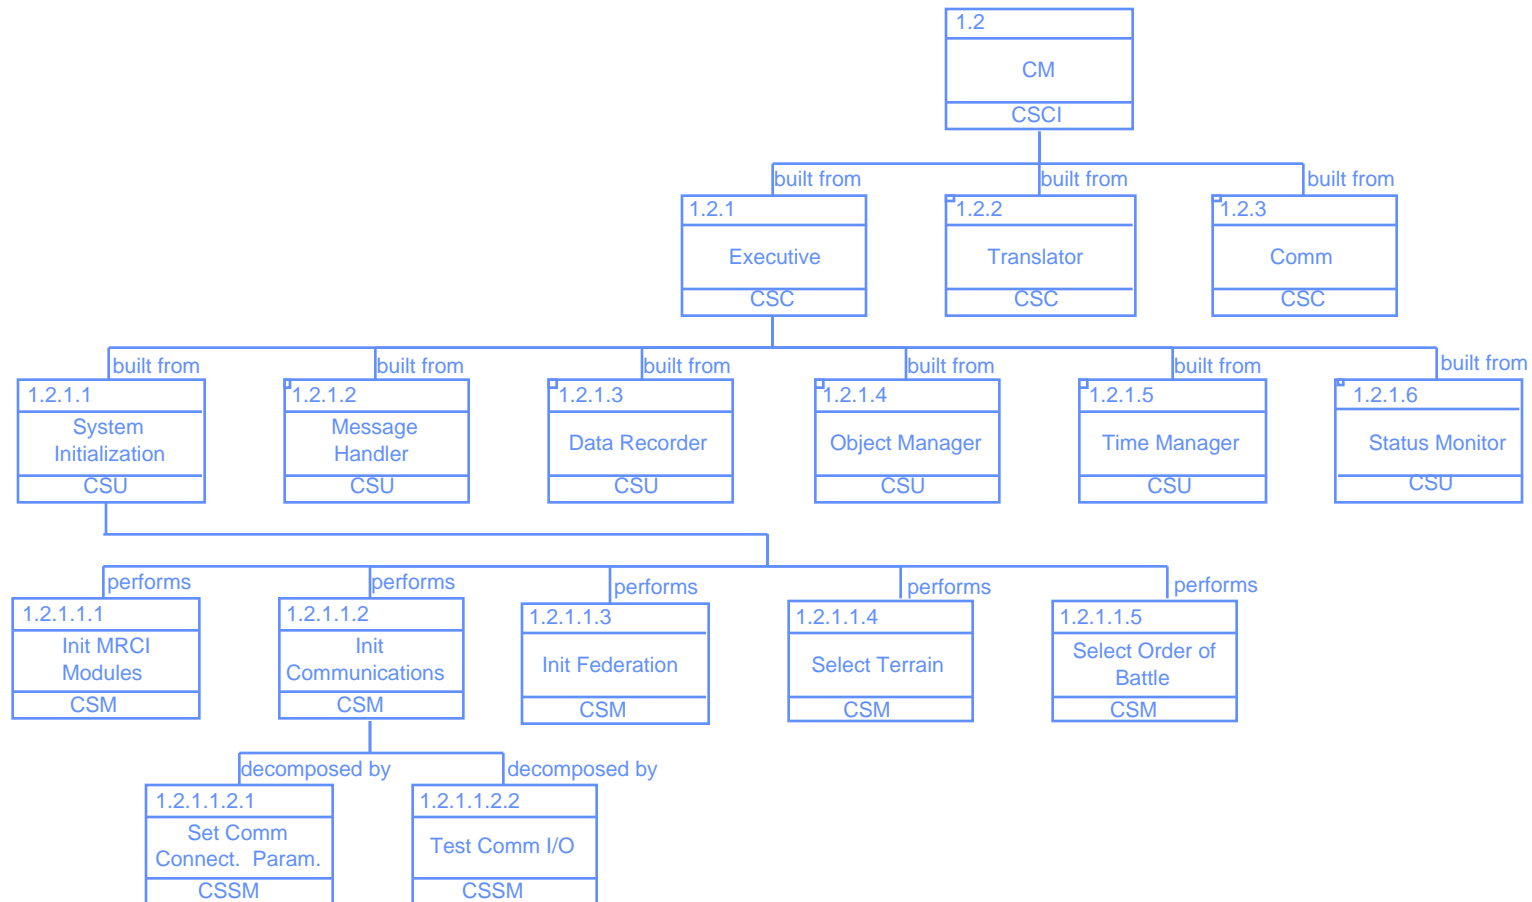 1.2
CM
CSCI
built from
built from
built from
1.2.1
Executive
CSC
1.2.2
Translator
CSC
1.2.3
Comm
CSC
built from
built from
built from
built from
built from
built from
1.2.1.1
System
Initialization
CSU
1.2.1.2
Message
Handler
CSU
1.2.1.3
Data Recorder
CSU
1.2.1.4
Object Manager
CSU
1.2.1.5
Time Manager
CSU
1.2.1.6
Status Monitor
CSU
performs
performs
performs
performs
performs
1.2.1.1.1
Init MRCI
Modules
CSM
1.2.1.1.2
Init
Communications
CSM
1.2.1.1.3
Init Federation
CSM
1.2.1.1.4
Select Terrain
CSM
1.2.1.1.5
Select Order of
Battle
CSM
decomposed by
decomposed by
1.2.1.1.2.1
Set Comm
Connect. Param.
CSSM
1.2.1.1.2.2
Test Comm I/O
CSSM